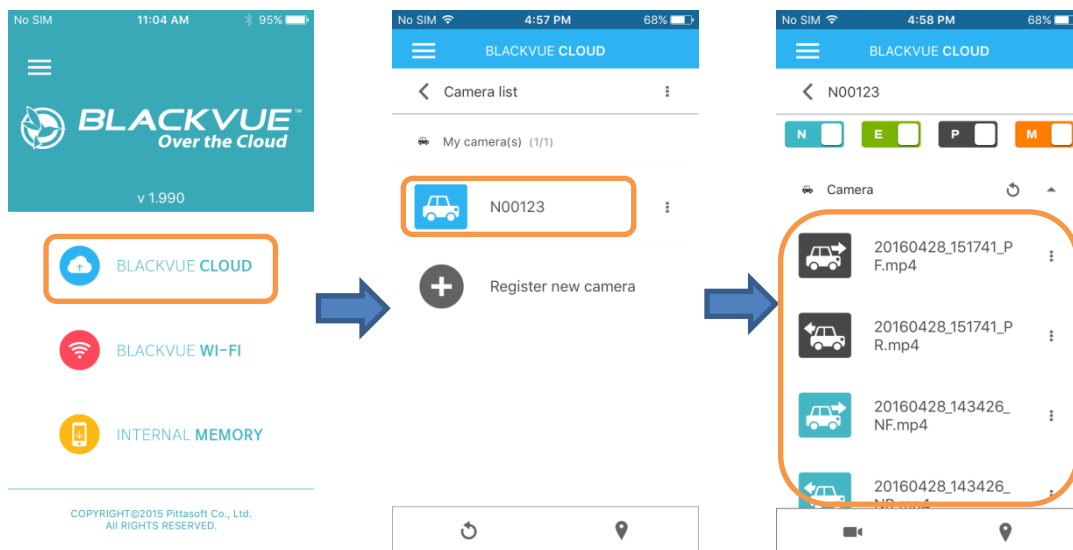 No SIM 11:04 AM 95%
BLACKVUE™
Over the Cloud
v 1.990
BLACKVUE CLOUD
BLACKVUE WI-FI
INTERNAL MEMORY
COPYRIGHT©2015 Pittasoft Co., Ltd.
All RIGHTS RESERVED.
No SIM 4:57 PM 68%
BLACKVUE CLOUD
Camera list
My camera(s) (1/1)
N00123
Register new camera
No SIM 4:58 PM 68%
BLACKVUE CLOUD
N00123
N E P M
Camera
20160428_151741_P
F.mp4
20160428_151741_P
R.mp4
20160428_143426_
NF.mp4
20160428_143426_
NR.mp4